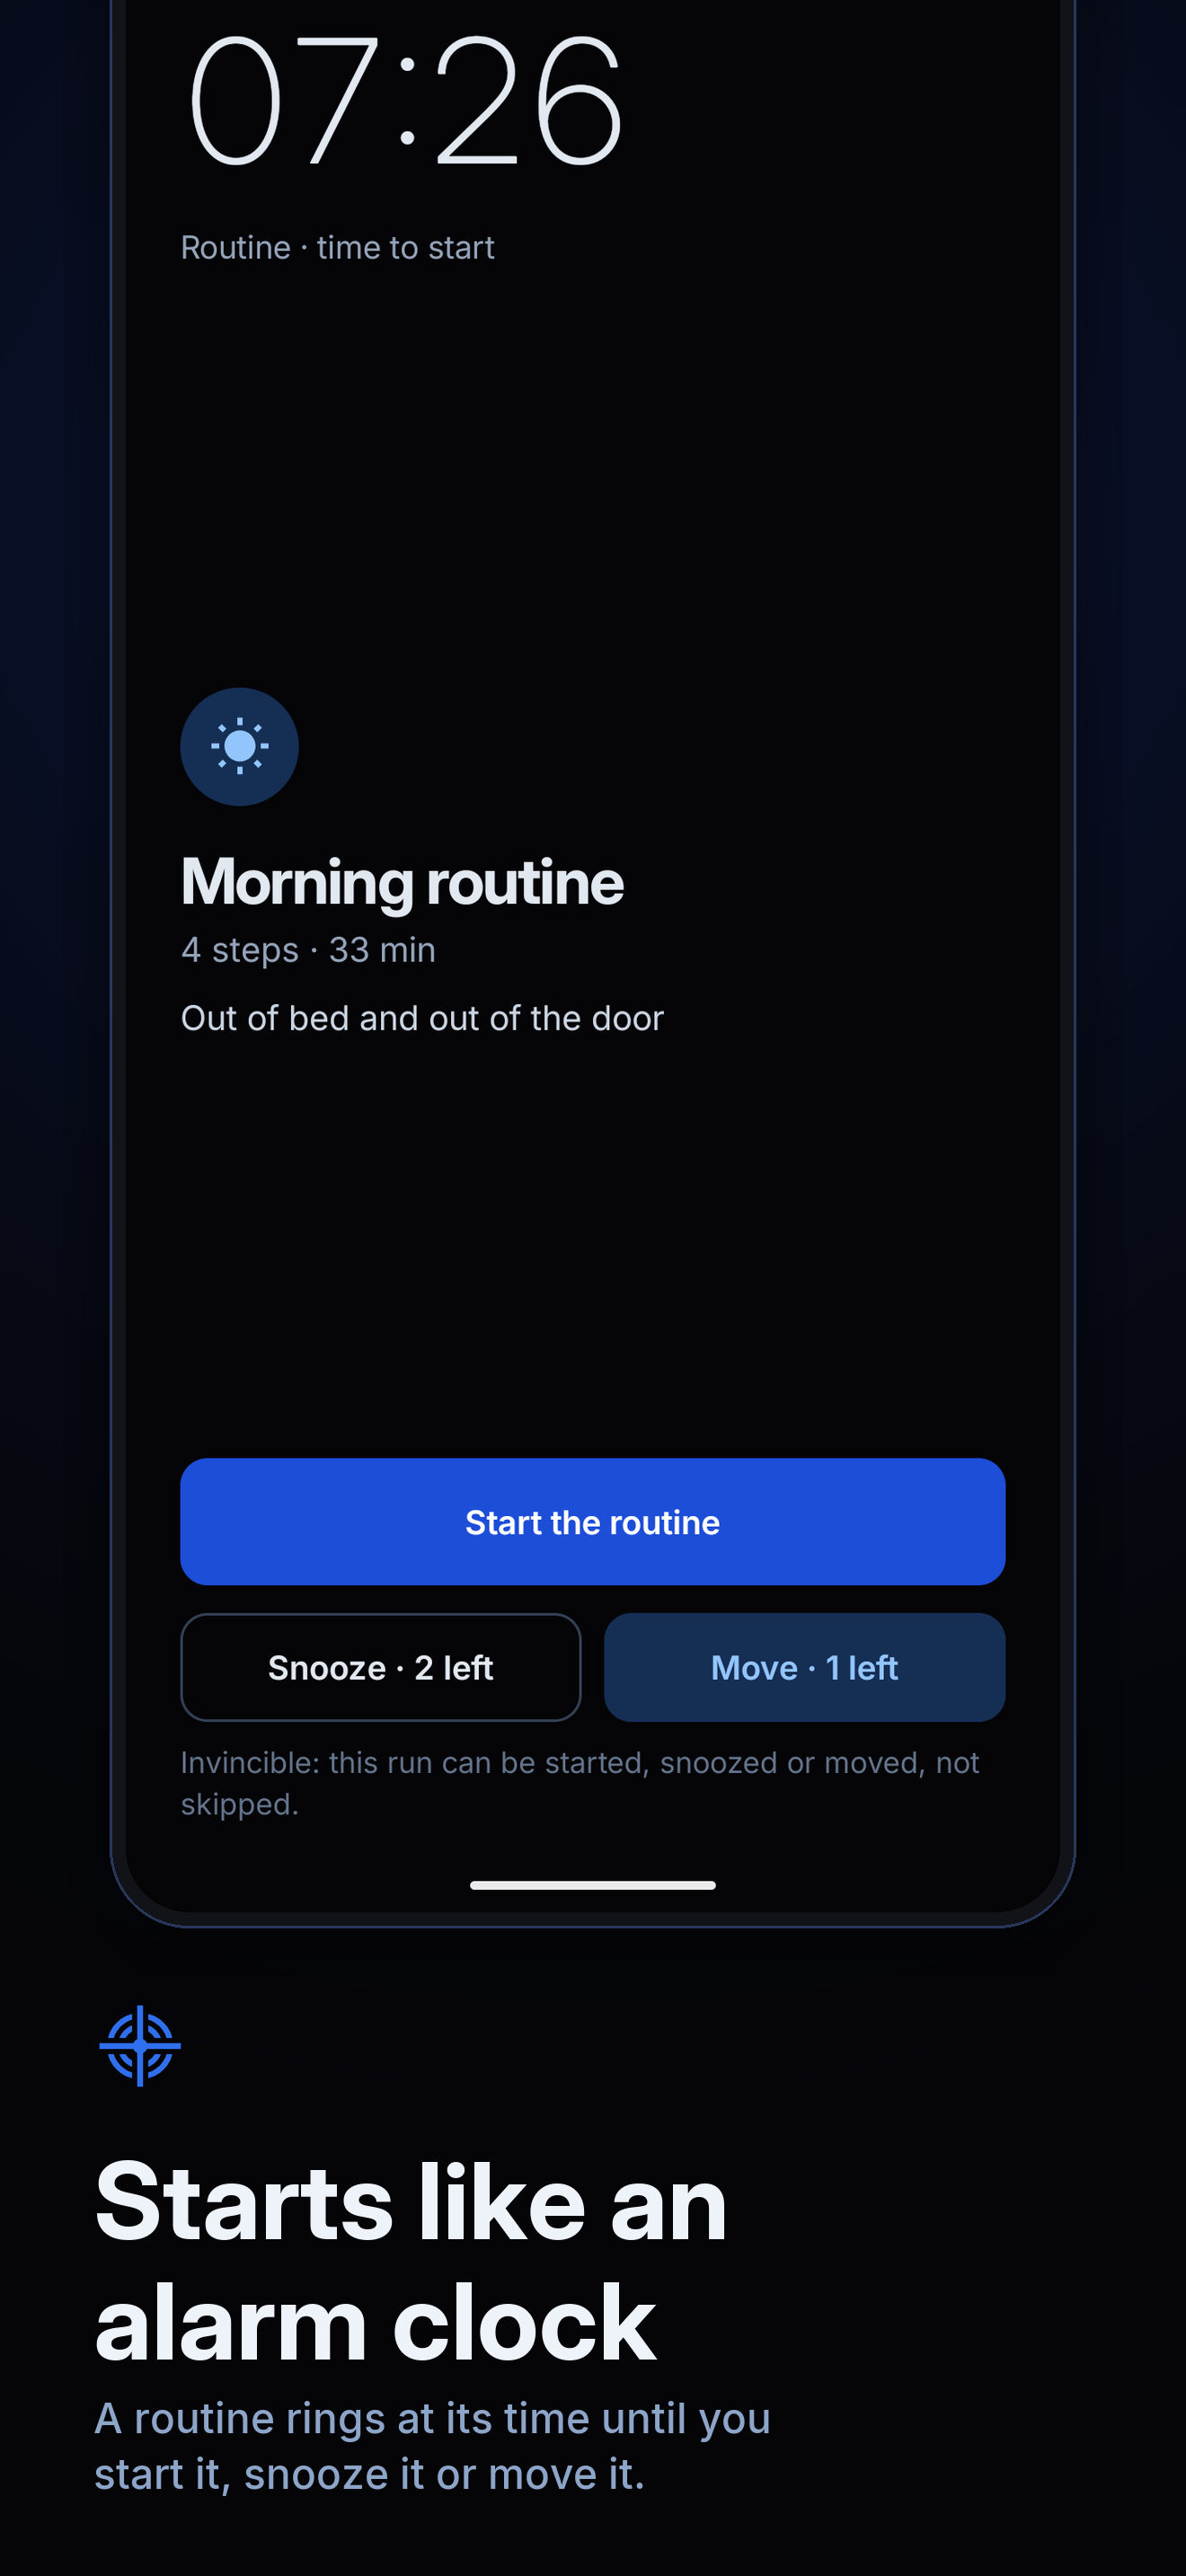 07:26
Routine · time to start
Morning routine
4 steps · 33 min
Out of bed and out of the door
Start the routine
Snooze · 2 left
Move · 1 left
Invincible: this run can be started, snoozed or moved, not
skipped.
Starts like an
alarm clock
A routine rings at its time until you
start it, snooze it or move it.